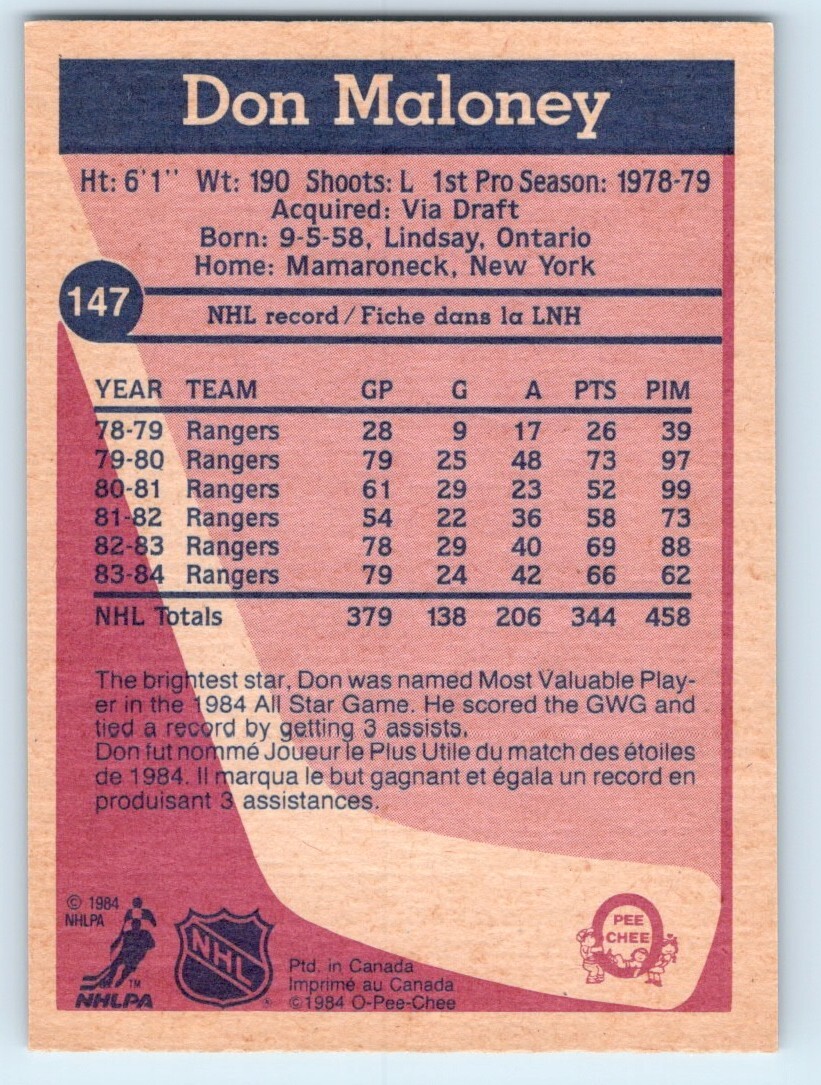 Don Maloney
Ht: 6'1'' Wt: 190 Shoots: L 1st Pro Season: 1978-79
Acquired: Via Draft
Born: 9-5-58, Lindsay, Ontario
Home: Mamaroneck, New York
147
NHL record/Fiche dans la LNH
YEAR TEAM GP G A PTS PIM
78-79 Rangers 28 9 17 26 39
79-80 Rangers 79 25 48 73 97
80-81 Rangers 61 29 23 52 99
81-82 Rangers 54 22 36 58 73
82-83 Rangers 78 29 40 69 88
83-84 Rangers 79 24 42 66 62
NHL Totals 379 138 206 344 458
The brightest star, Don was named Most Valuable Play-
er in the 1984 All Star Game. He scored the GWG and
tied a record by getting 3 assists.
Don fut nommé Joueur le Plus Utile du match des étoiles
de 1984. Il marqua le but gagnant et égala un record en
produisant 3 assistances.
© 1984
NHLPA
TM
NHLPA
NHL
®
Ptd. in Canada
Imprimé au Canada
©1984 O-Pee-Chee
PEE
CHEE